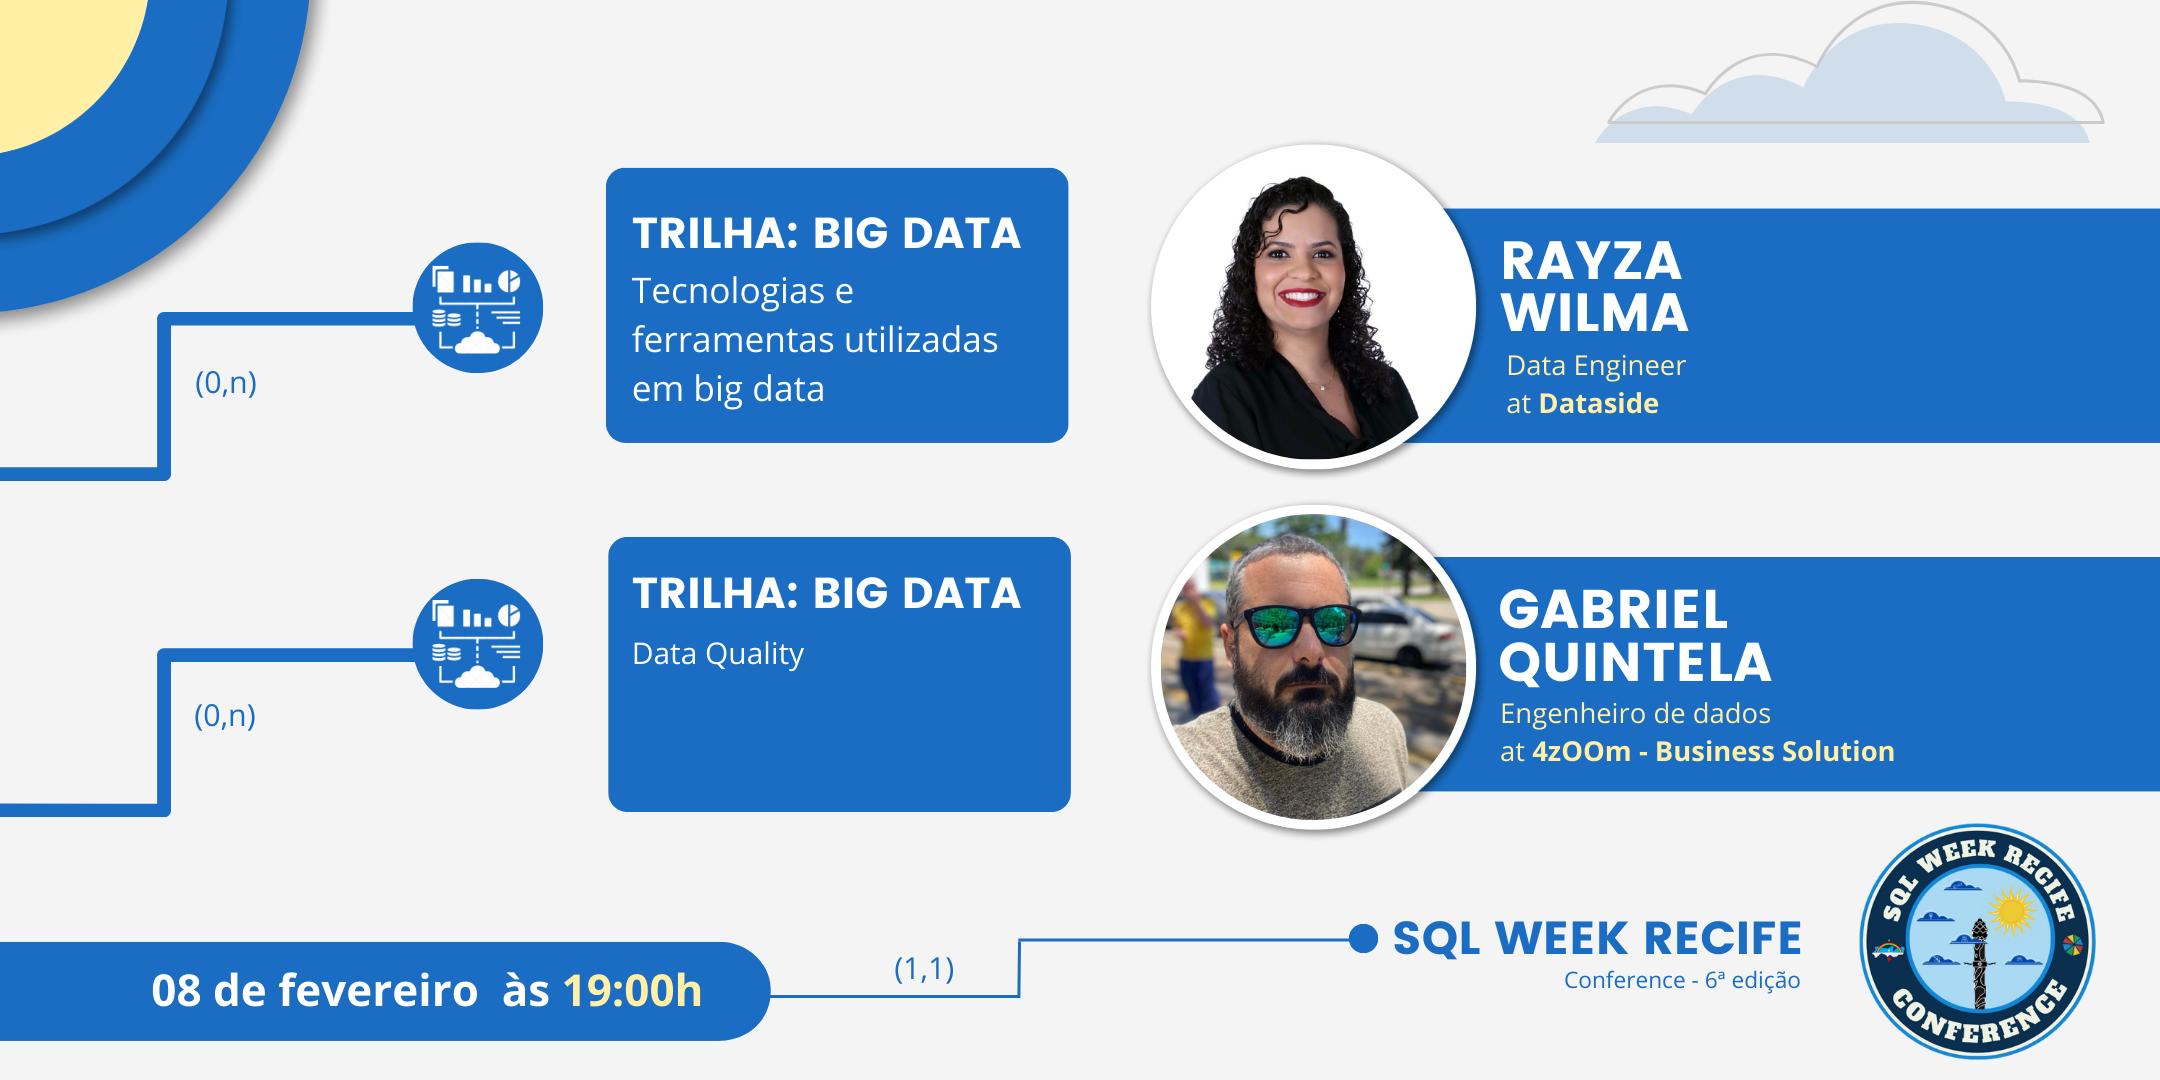 TRILHA: BIG DATA
Tecnologias e
ferramentas utilizadas
em big data
RAYZA
WILMA
Data Engineer
at Dataside
(0,n)
TRILHA: BIG DATA
Data Quality
GABRIEL
QUINTELA
Engenheiro de dados
at 4zOOm - Business Solution
(0,n)
08 de fevereiro às 19:00h
(1,1)
SQL WEEK RECIFE
Conference - 6ª edição
SQL WEEK RECIFE
CONFERENCE